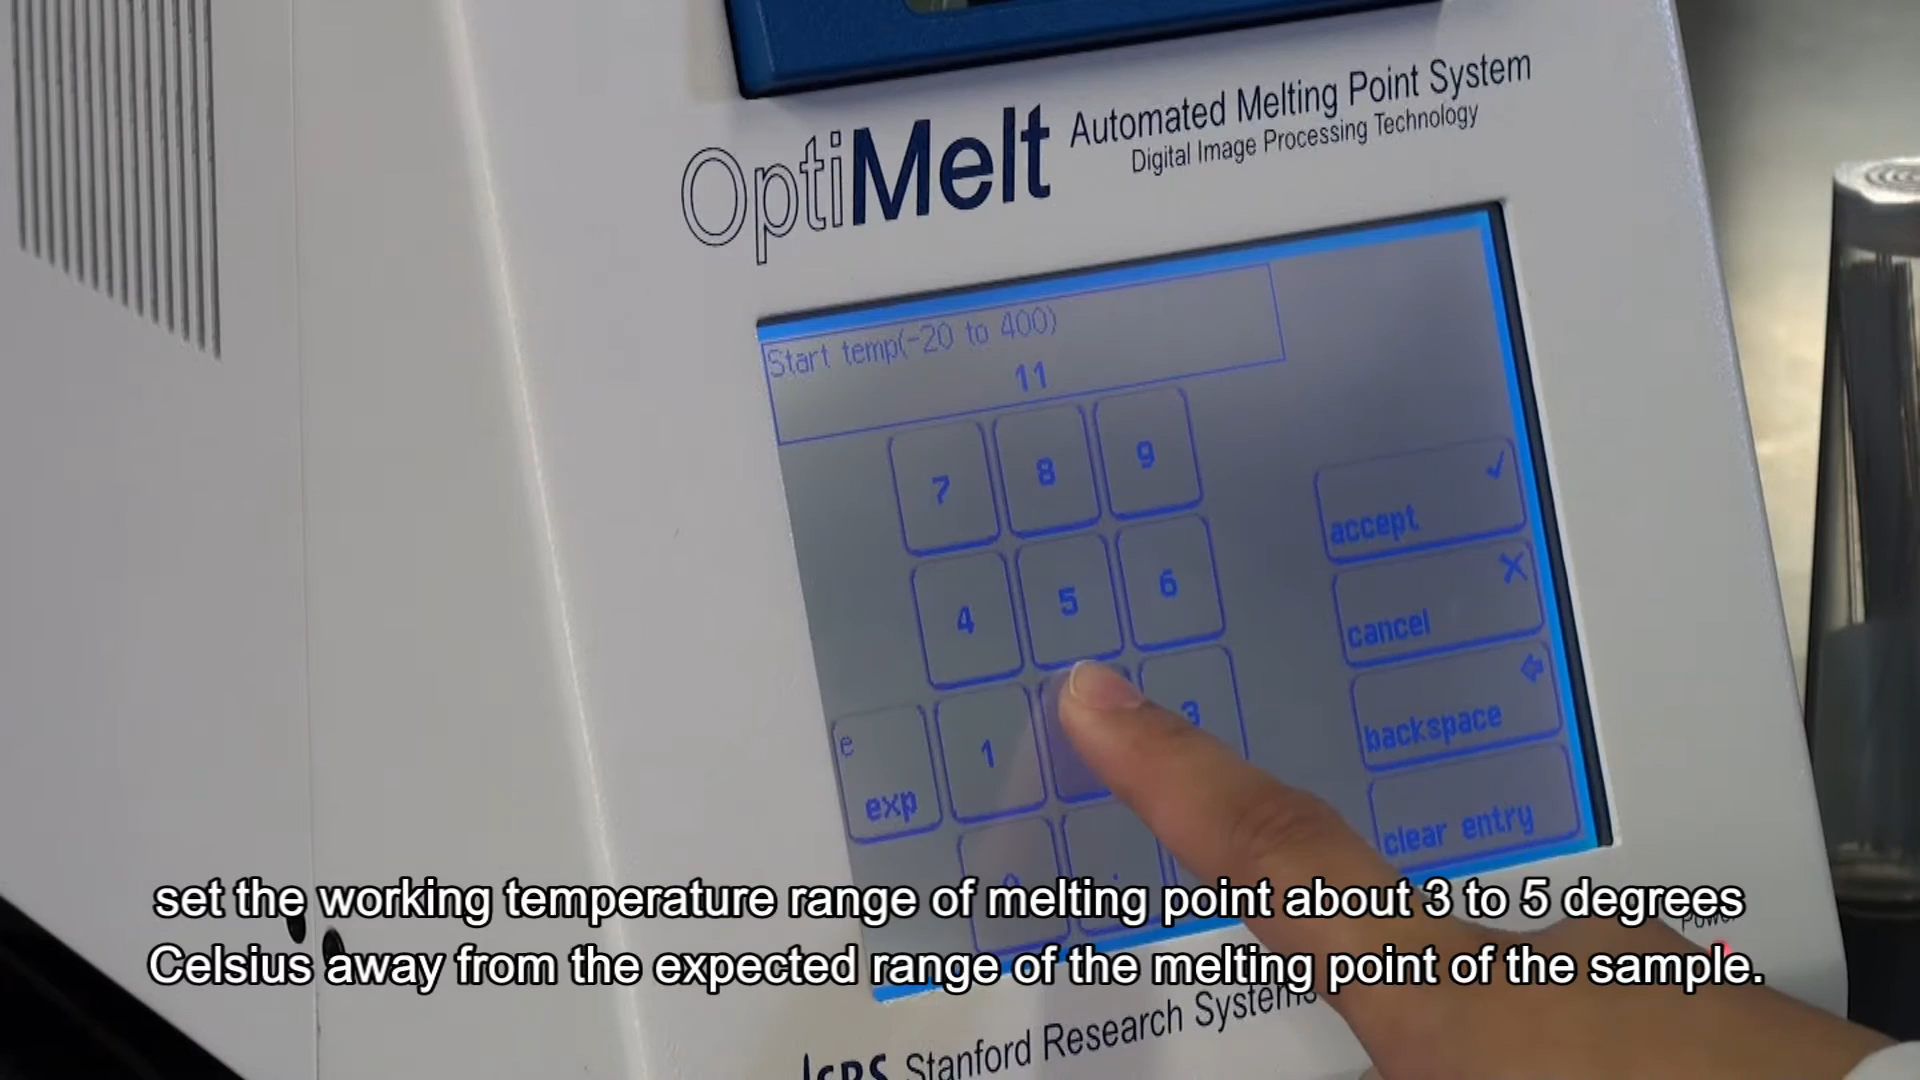 OptiMelt Automated Melting Point System
Digital Image Processing Technology
Start temp(-20 to 400)
11
7 8 9
accept
4 5 6
cancel
1 3
backspace
e
exp
.
clear entry
set the working temperature range of melting point about 3 to 5 degrees
Celsius away from the expected range of the melting point of the sample.
SRS Stanford Research Systems